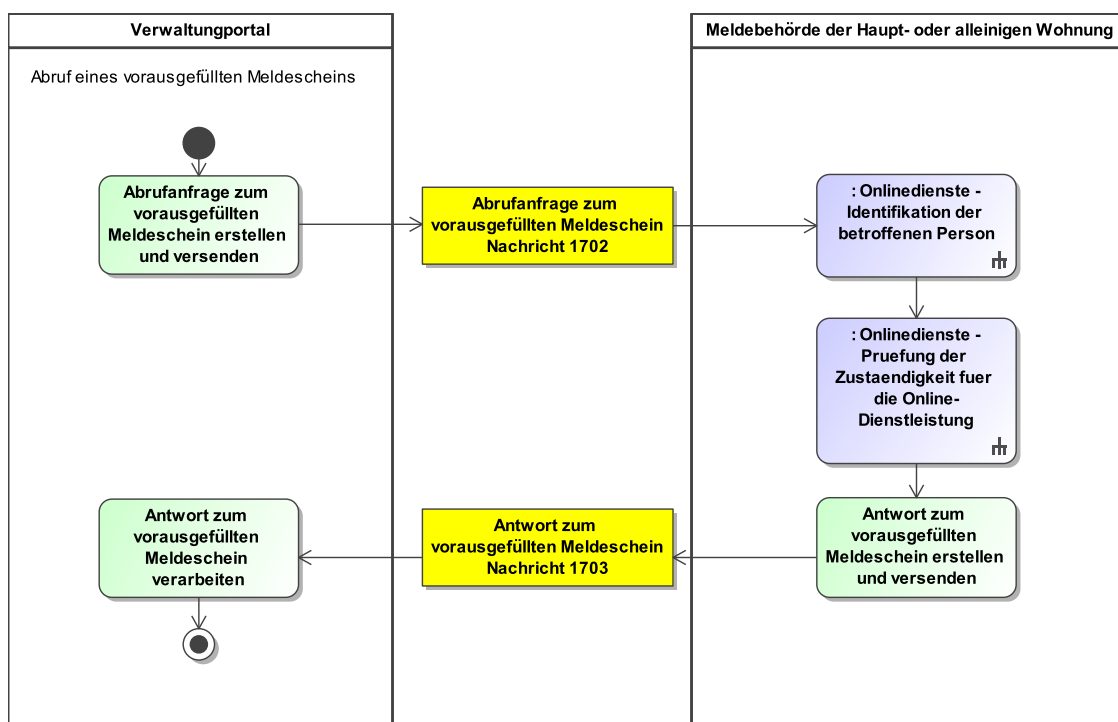 Verwaltungportal
Meldebehörde der Haupt- oder alleinigen Wohnung
Abruf eines vorausgefüllten Meldescheins
Abrufanfrage zum
vorausgefüllten
Meldeschein erstellen
und versenden
Abrufanfrage zum
vorausgefüllten Meldeschein
Nachricht 1702
: Onlinedienste -
Identifikation der
betroffenen Person
: Onlinedienste -
Pruefung der
Zustaendigkeit fuer
die Online-
Dienstleistung
Antwort zum
vorausgefüllten
Meldeschein erstellen
und versenden
Antwort zum
vorausgefüllten Meldeschein
Nachricht 1703
Antwort zum
vorausgefüllten
Meldeschein
verarbeiten